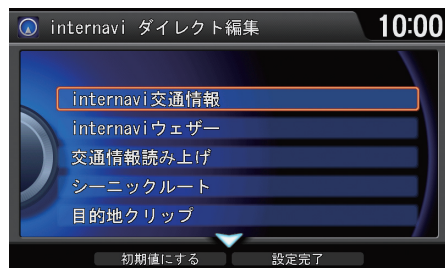 internavi ダイレクト編集
10:00
internavi交通情報
internaviウェザー
交通情報読み上げ
シーニックルート
目的地クリップ
初期値にする 設定完了